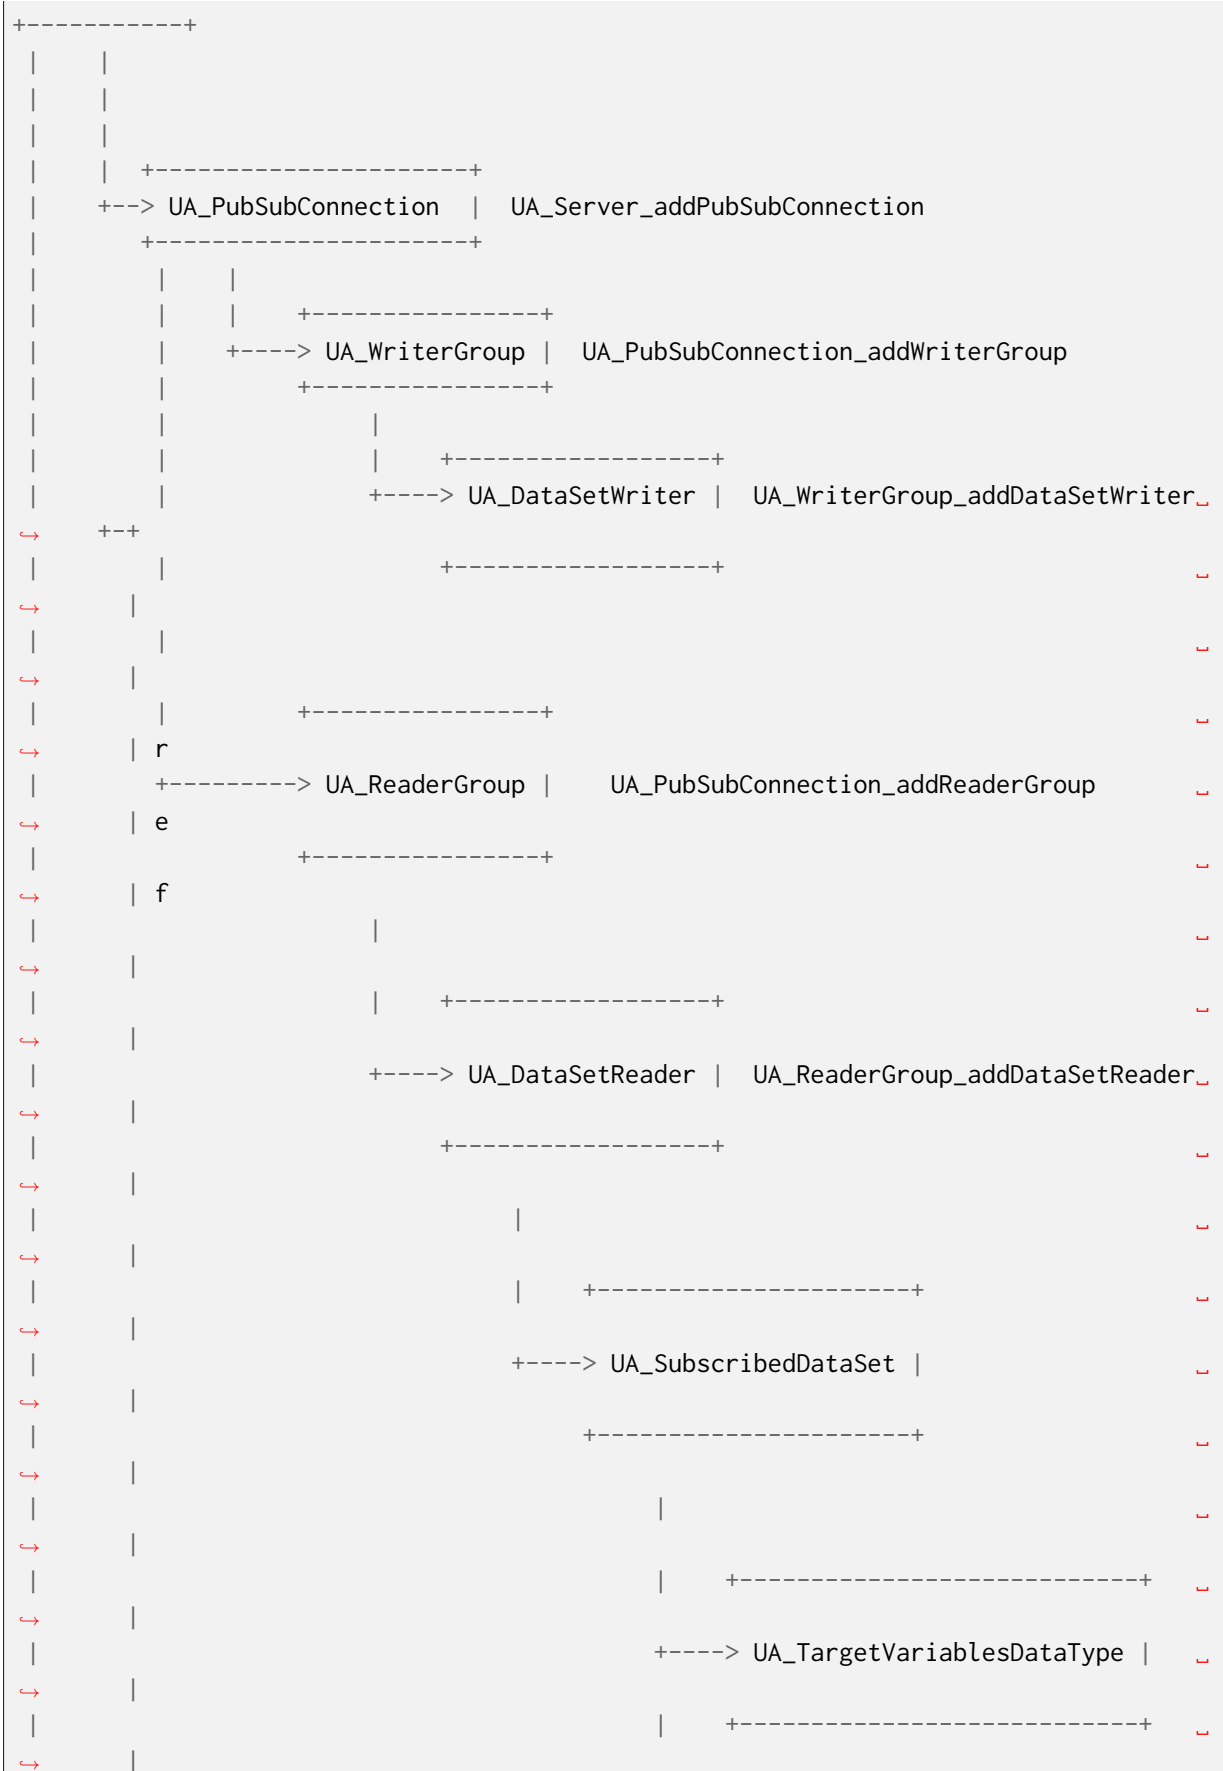 +-----------+
 |    |
 |    |
 |    |
 |    |  +----------------------+
 |    +--> UA_PubSubConnection  |  UA_Server_addPubSubConnection
 |       +----------------------+
 |        |    |
 |        |    |    +----------------+
 |        |    +----> UA_WriterGroup |  UA_PubSubConnection_addWriterGroup
 |        |         +----------------+
 |        |              |
 |        |              |    +------------------+
 |        |              +----> UA_DataSetWriter |  UA_WriterGroup_addDataSetWriter␣
↪    +-+
 |        |                   +------------------+                                 ␣
↪      |
 |        |                                                                        ␣
↪      |
 |        |         +----------------+                                             ␣
↪      | r
 |        +---------> UA_ReaderGroup |    UA_PubSubConnection_addReaderGroup       ␣
↪      | e
 |                  +----------------+                                             ␣
↪      | f
 |                       |                                                         ␣
↪      |
 |                       |    +------------------+                                 ␣
↪      |
 |                       +----> UA_DataSetReader |  UA_ReaderGroup_addDataSetReader␣
↪      |
 |                            +------------------+                                 ␣
↪      |
 |                                 |                                               ␣
↪      |
 |                                 |    +----------------------+                   ␣
↪      |
 |                                 +----> UA_SubscribedDataSet |                   ␣
↪      |
 |                                      +----------------------+                   ␣
↪      |
 |                                           |                                     ␣
↪      |
 |                                           |    +----------------------------+   ␣
↪      |
 |                                           +----> UA_TargetVariablesDataType |   ␣
↪      |
 |                                           |    +----------------------------+   ␣
↪      |